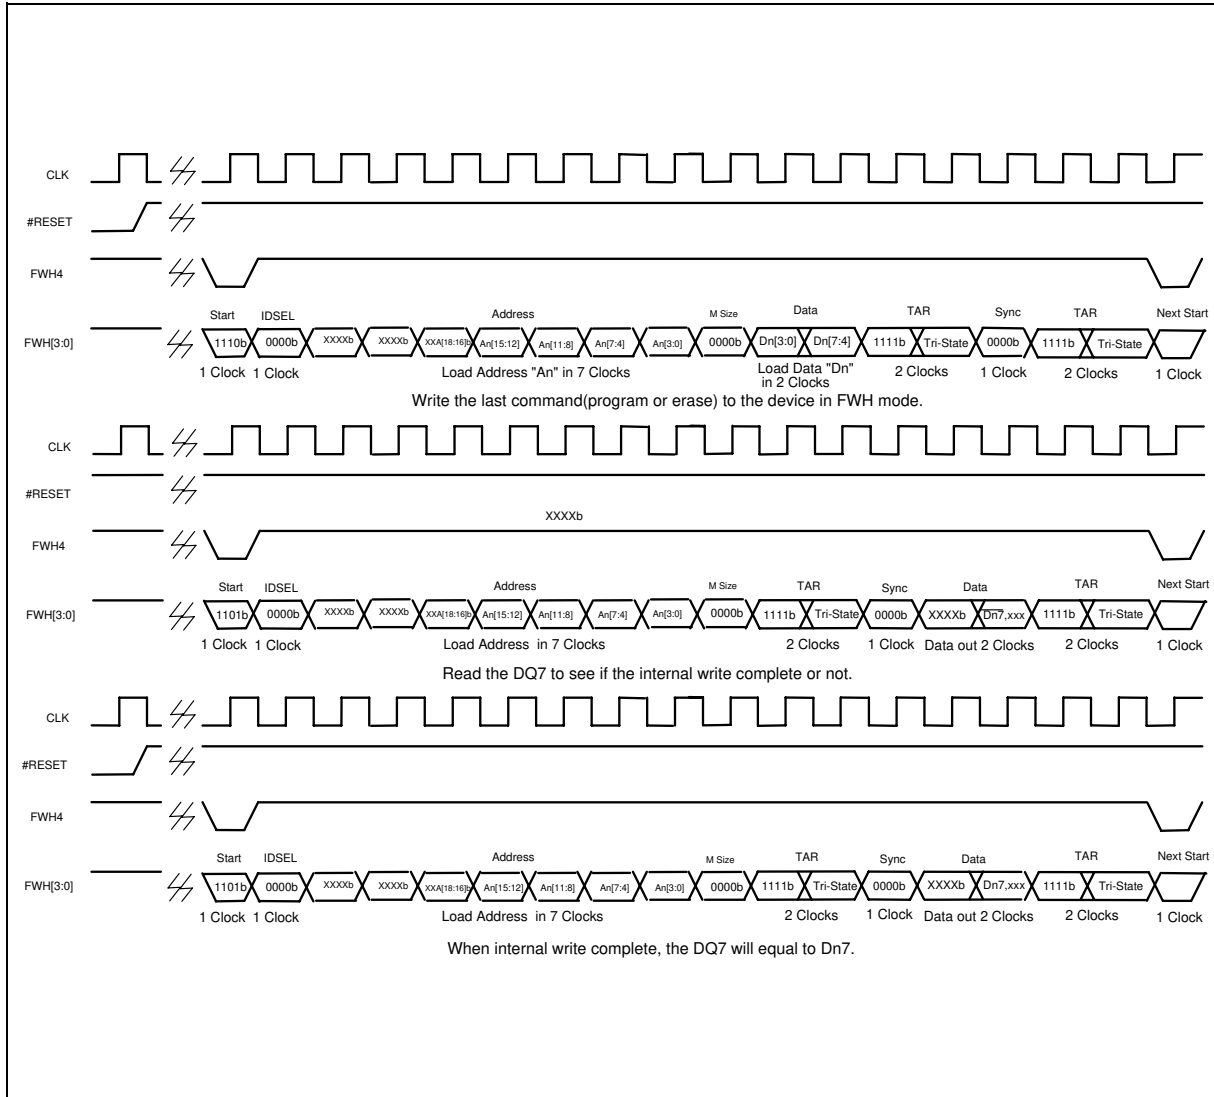 CLK
#RESET
FWH4
Start IDSEL Address M Size Data TAR Sync TAR Next Start
FWH[3:0] 1110b 0000b XXXXb XXXXb XXA[18:16]b An[15:12] An[11:8] An[7:4] An[3:0] 0000b Dn[3:0] Dn[7:4] 1111b Tri-State 0000b 1111b Tri-State
1 Clock 1 Clock Load Address "An" in 7 Clocks Load Data "Dn" 2 Clocks 1 Clock 2 Clocks 1 Clock
in 2 Clocks
Write the last command(program or erase) to the device in FWH mode.
CLK
#RESET
XXXXb
FWH4
Start IDSEL Address M Size TAR Sync Data TAR Next Start
FWH[3:0] 1101b 0000b XXXXb XXXXb XXA[18:16]b An[15:12] An[11:8] An[7:4] An[3:0] 0000b 1111b Tri-State 0000b XXXXb Dn7,xxx 1111b Tri-State
1 Clock 1 Clock Load Address in 7 Clocks 2 Clocks 1 Clock Data out 2 Clocks 2 Clocks 1 Clock
Read the DQ7 to see if the internal write complete or not.
CLK
#RESET
FWH4
Start IDSEL Address M Size TAR Sync Data TAR Next Start
FWH[3:0] 1101b 0000b XXXXb XXXXb XXA[18:16]b An[15:12] An[11:8] An[7:4] An[3:0] 0000b 1111b Tri-State 0000b XXXXb Dn7,xxx 1111b Tri-State
1 Clock 1 Clock Load Address in 7 Clocks 2 Clocks 1 Clock Data out 2 Clocks 2 Clocks 1 Clock
When internal write complete, the DQ7 will equal to Dn7.